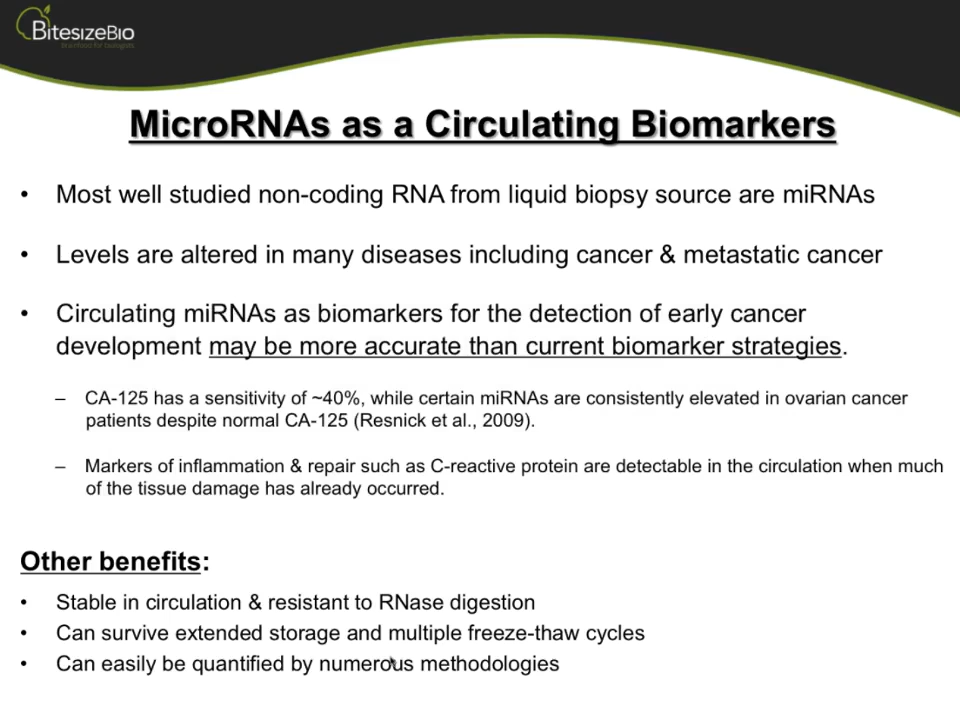 BitesizeBio
Brainfood for biologists
MicroRNAs as a Circulating Biomarkers
• Most well studied non-coding RNA from liquid biopsy source are miRNAs
• Levels are altered in many diseases including cancer & metastatic cancer
• Circulating miRNAs as biomarkers for the detection of early cancer
development may be more accurate than current biomarker strategies.
– CA-125 has a sensitivity of ~40%, while certain miRNAs are consistently elevated in ovarian cancer
patients despite normal CA-125 (Resnick et al., 2009).
– Markers of inflammation & repair such as C-reactive protein are detectable in the circulation when much
of the tissue damage has already occurred.
Other benefits:
• Stable in circulation & resistant to RNase digestion
• Can survive extended storage and multiple freeze-thaw cycles
• Can easily be quantified by numerous methodologies